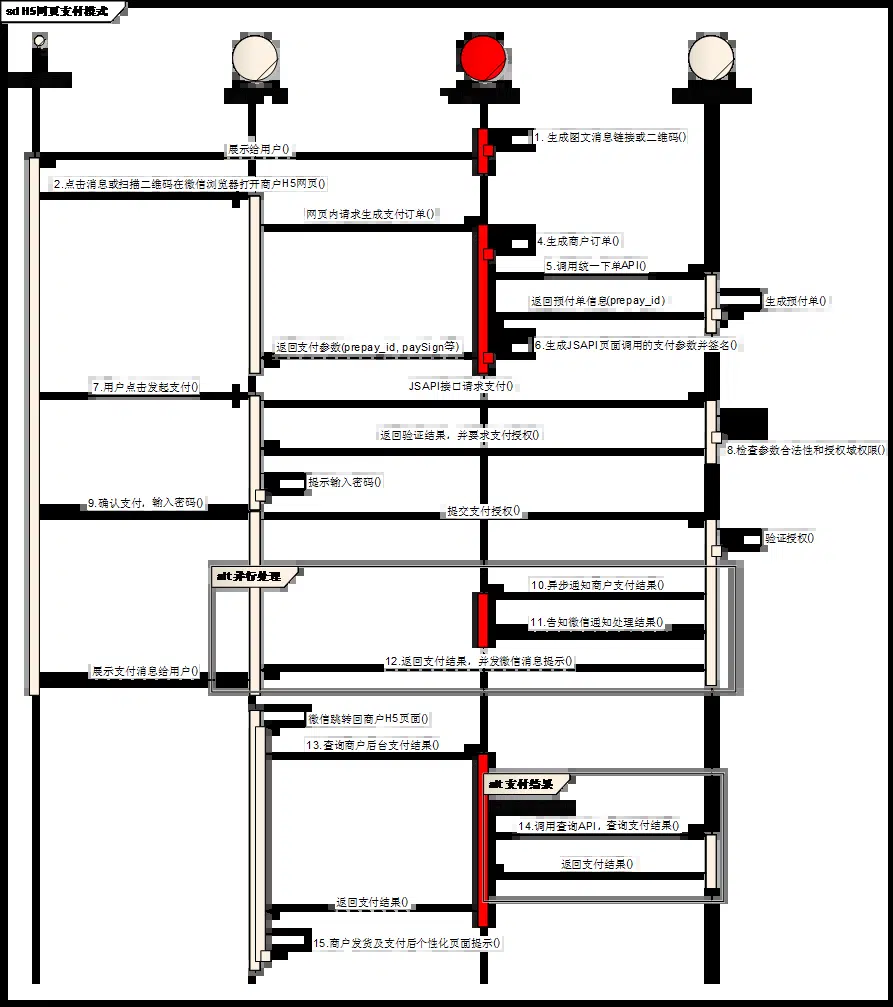 sd H5网页支付模式
1. 生成图文消息链接或二维码()
展示给用户()
2.点击消息或扫描二维码在微信浏览器打开商户H5网页()
网页内请求生成支付订单()
4.生成商户订单()
5.调用统一下单API()
返回预付单信息(prepay_id)
生成预付单()
6.生成JSAPI页面调用的支付参数并签名()
返回支付参数(prepay_id, paySign等)
7.用户点击发起支付()
JSAPI接口请求支付()
返回验证结果，并要求支付授权()
8.检查参数合法性和授权域权限()
提示输入密码()
9.确认支付，输入密码()
提交支付授权()
验证授权()
alt 并行处理
10.异步通知商户支付结果()
11.告知微信通知处理结果()
12.返回支付结果，并发微信消息提示()
展示支付消息给用户()
微信跳转回商户H5页面()
13.查询商户后台支付结果()
alt 支付结果
14.调用查询API，查询支付结果()
返回支付结果()
返回支付结果()
15.商户发货及支付后个性化页面提示()